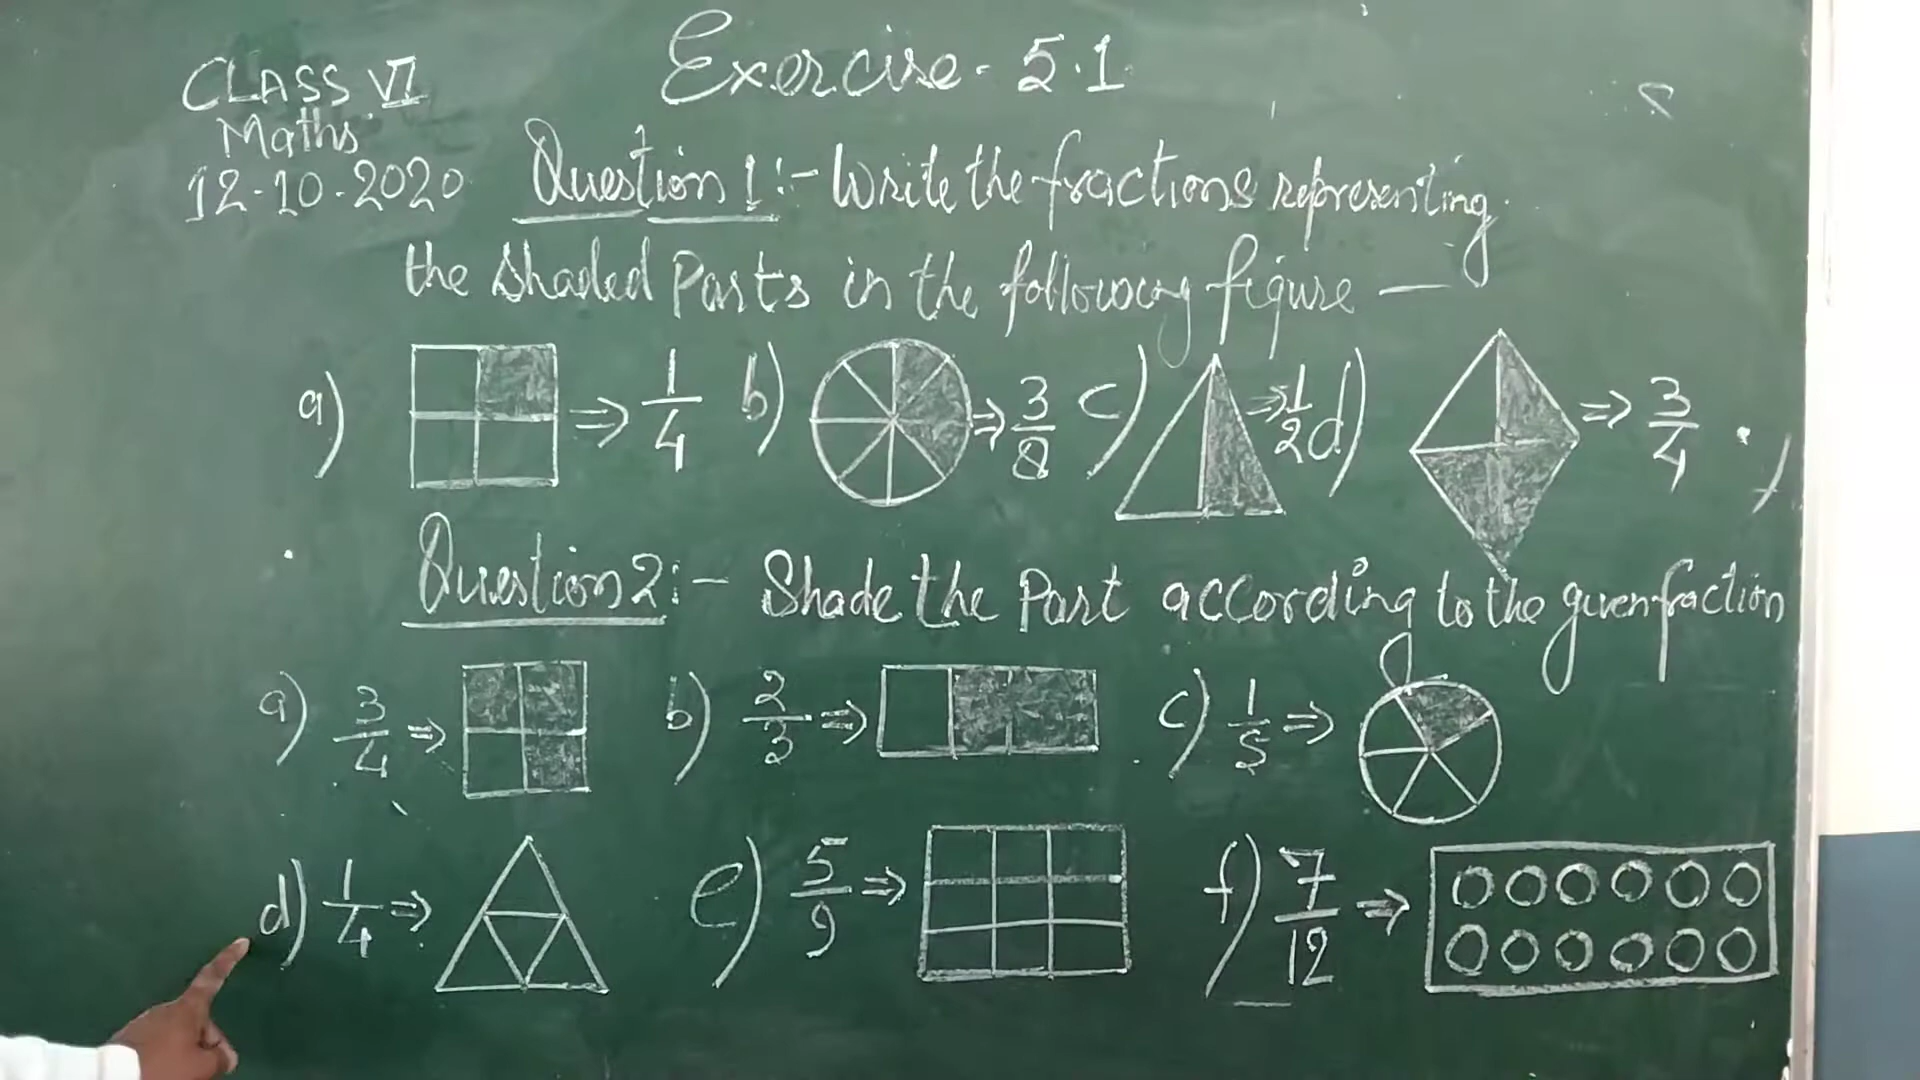 CLASS VI
Maths
12-10-2020
Exercise - 5.1
Question 1:- Write the fractions representing
the shaded Parts in the following figure —
a) ⇒ 1/4 b) ⇒ 3/8 c) ⇒ 1/2 d) ⇒ 3/4
Question 2:- Shade the Part according to the given fraction
a) 3/4 ⇒ b) 2/3 ⇒ c) 1/5 ⇒
d) 1/4 ⇒ e) 5/9 ⇒ f) 7/12 ⇒